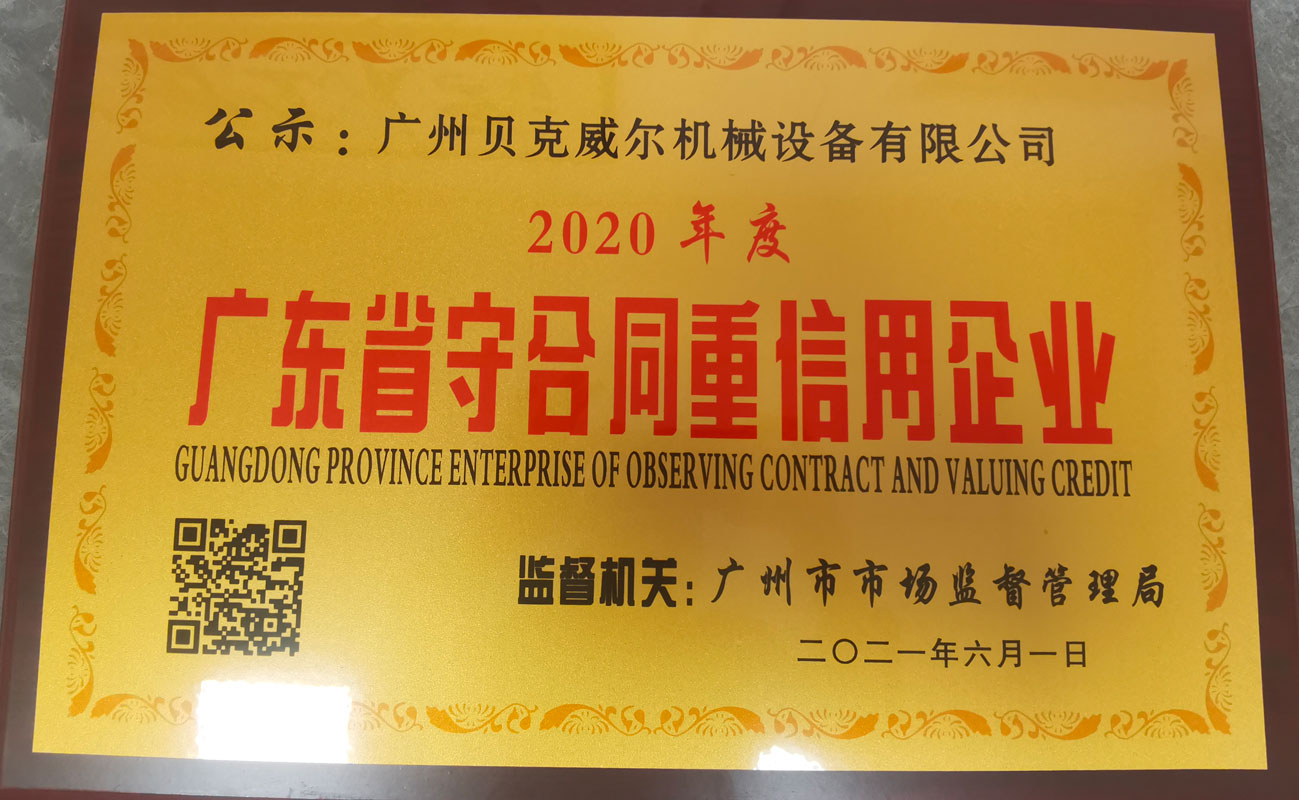 公示：广州贝克威尔机械设备有限公司
2020年度
广东省守合同重信用企业
GUANGDONG PROVINCE ENTERPRISE OF OBSERVING CONTRACT AND VALUING CREDIT
监督机关：广州市市场监督管理局
二〇二一年六月一日